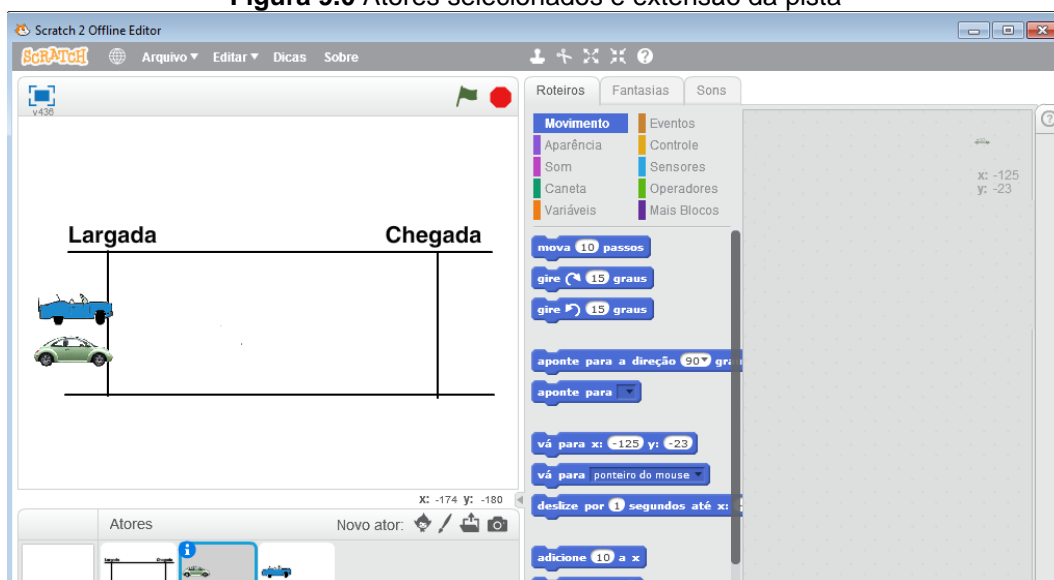 Figura 5.6 Atores selecionados e extensão da pista
Scratch 2 Offline Editor
SCRATCH Arquivo Editar Dicas Sobre
v436
Largada Chegada
X: -174 y: -180
Atores Novo ator:
Largada Chegada
Roteiros Fantasias Sons
Movimento Eventos
Aparência Controle
Som Sensores
Caneta Operadores
Variáveis Mais Blocos
mova 10 passos
gire 15 graus
gire 15 graus
aponte para a direção 90
aponte para
vá para x: -125 y: -23
vá para ponteiro do mouse
deslize por 1 segundos até x:
adicione 10 a x
x: -125
y: -23